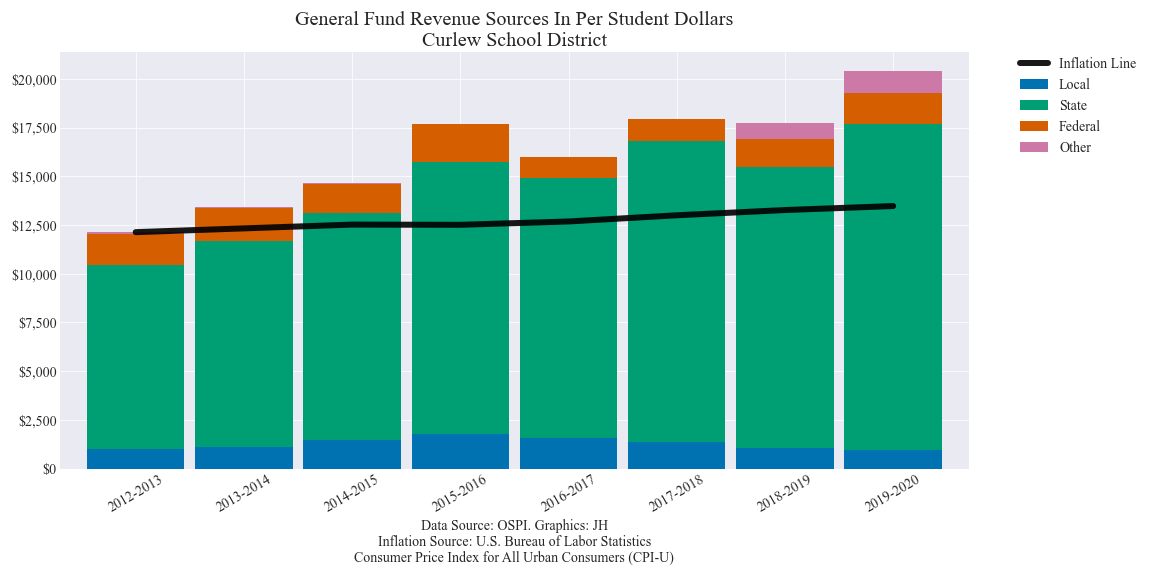 General Fund Revenue Sources In Per Student Dollars
Curlew School District
$20,000
$17,500
$15,000
$12,500
$10,000
$7,500
$5,000
$2,500
$0
2012-2013
2013-2014
2014-2015
2015-2016
2016-2017
2017-2018
2018-2019
2019-2020
Inflation Line
Local
State
Federal
Other
Data Source: OSPI. Graphics: JH
Inflation Source: U.S. Bureau of Labor Statistics
Consumer Price Index for All Urban Consumers (CPI-U)